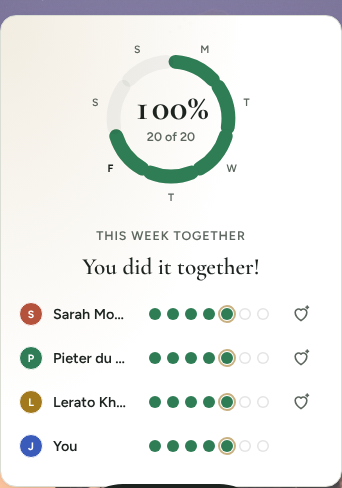 S M
S T
100%
20 of 20
F W
T
THIS WEEK TOGETHER
You did it together!
S Sarah Mo...
P Pieter du ...
L Lerato Kh...
J You